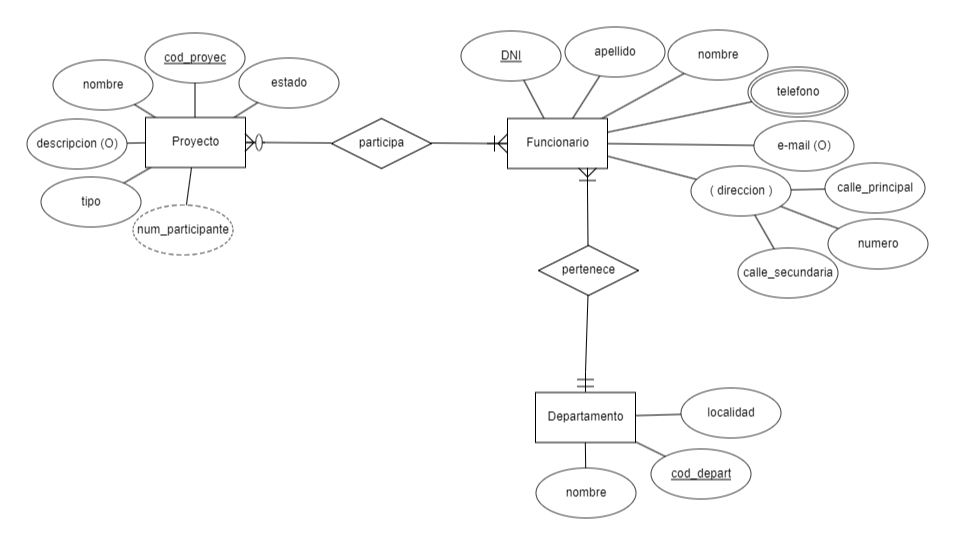 cod_proyec
nombre
estado
descripcion (O)
Proyecto
tipo
num_participante
participa
DNI
apellido
nombre
telefono
Funcionario
e-mail (O)
( direccion )
calle_principal
numero
calle_secundaria
pertenece
Departamento
localidad
cod_depart
nombre